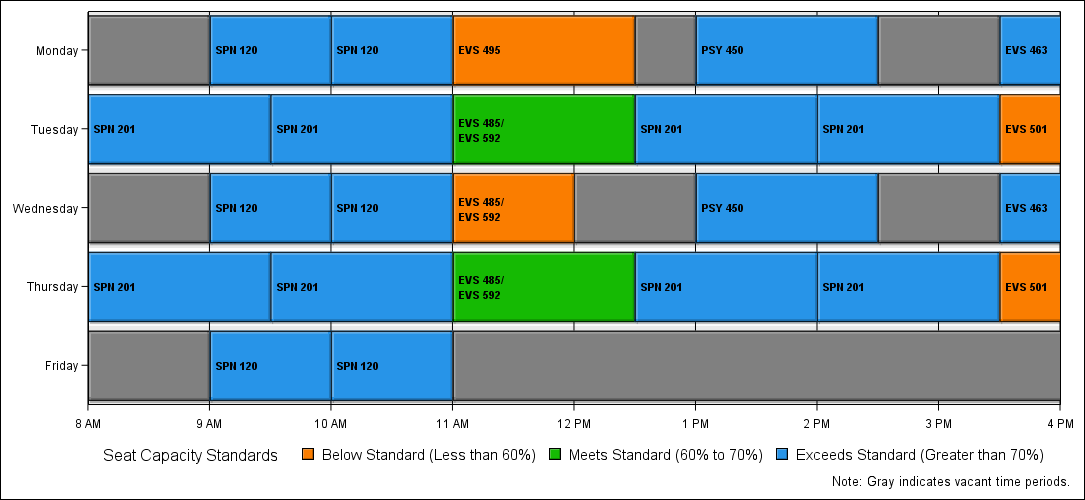 Monday
SPN 120
SPN 120
EVS 495
PSY 450
EVS 463
Tuesday
SPN 201
SPN 201
EVS 485/
EVS 592
SPN 201
SPN 201
EVS 501
Wednesday
SPN 120
SPN 120
EVS 485/
EVS 592
PSY 450
EVS 463
Thursday
SPN 201
SPN 201
EVS 485/
EVS 592
SPN 201
SPN 201
EVS 501
Friday
SPN 120
SPN 120
8 AM 9 AM 10 AM 11 AM 12 PM 1 PM 2 PM 3 PM 4 PM
Seat Capacity Standards Below Standard (Less than 60%) Meets Standard (60% to 70%) Exceeds Standard (Greater than 70%)
Note: Gray indicates vacant time periods.